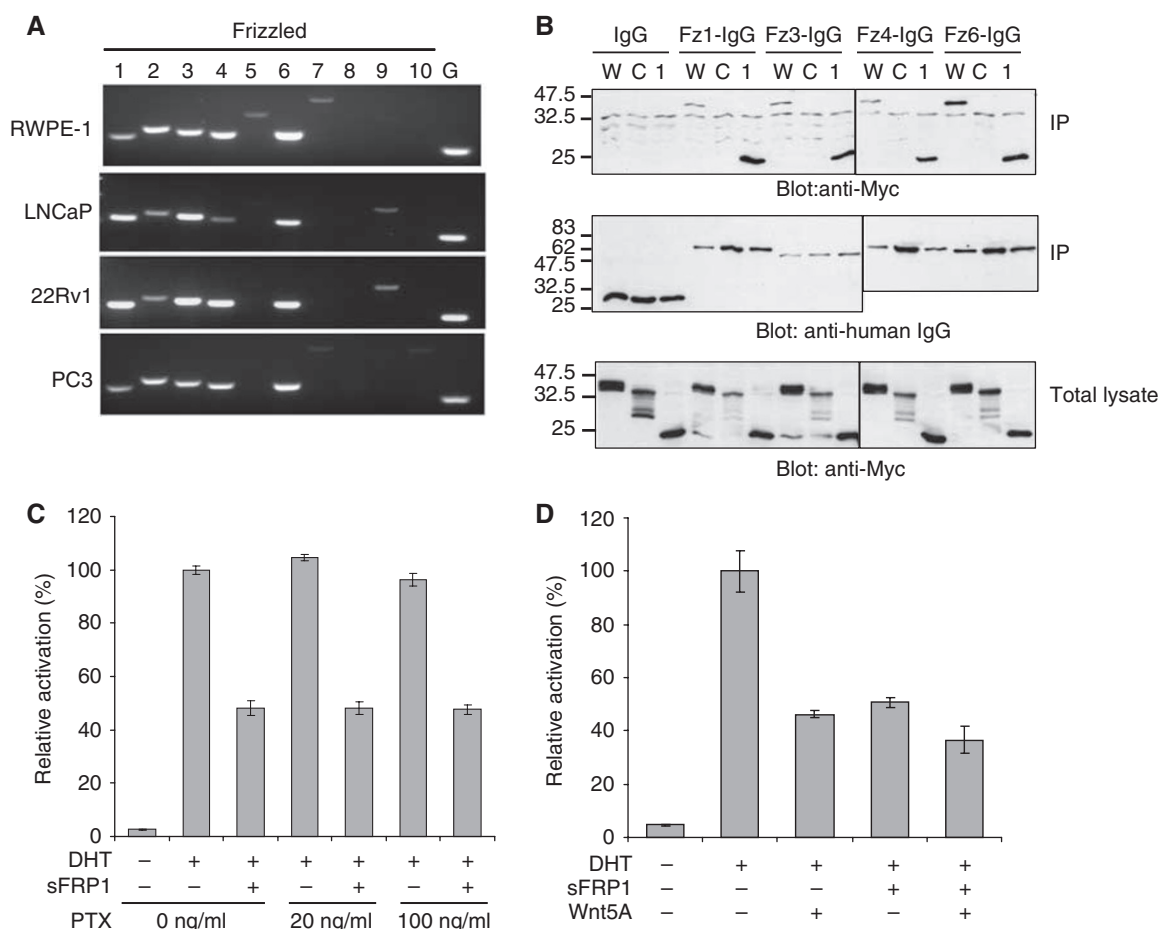 A
Frizzled
1 2 3 4 5 6 7 8 9 10 G
RWPE-1
LNCaP
22Rv1
PC3
B
IgG Fz1-IgG Fz3-IgG Fz4-IgG Fz6-IgG
W C 1 W C 1 W C 1 W C 1 W C 1
47.5
32.5
25
IP
Blot:anti-Myc
83
62
47.5
32.5
25
IP
Blot: anti-human IgG
47.5
32.5
25
Total lysate
Blot: anti-Myc
C
Relative activation (%)
120
100
80
60
40
20
0
DHT – + + + + + +
sFRP1 – – + – + – +
PTX 0 ng/ml 20 ng/ml 100 ng/ml
D
Relative activation (%)
120
100
80
60
40
20
0
DHT – + + + +
sFRP1 – – – + +
Wnt5A – – + – +